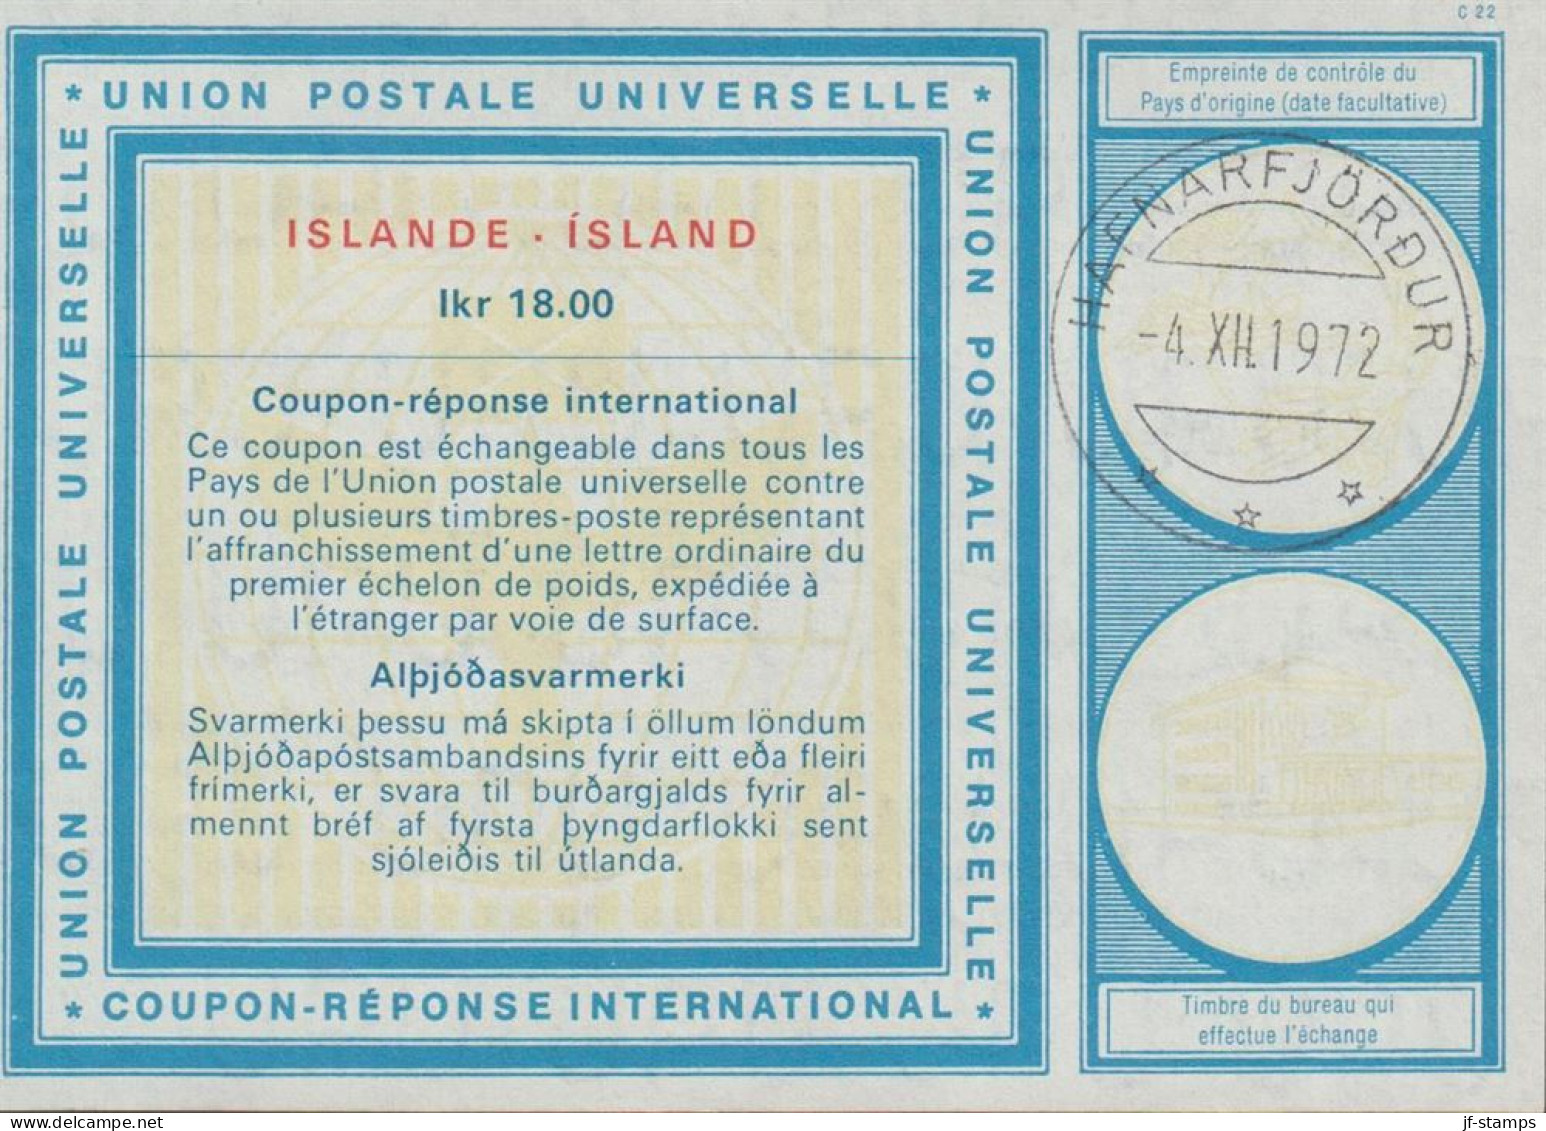 C 22
* UNION POSTALE UNIVERSELLE *
UNION POSTALE UNIVERSELLE
UNION POSTALE UNIVERSELLE
ISLANDE · ÍSLAND
Ikr 18.00
Coupon-réponse international
Ce coupon est échangeable dans tous les
Pays de l'Union postale universelle contre
un ou plusieurs timbres-poste représentant
l'affranchissement d'une lettre ordinaire du
premier échelon de poids, expédiée à
l'étranger par voie de surface.
Alþjóðasvarmerki
Svarmerki þessu má skipta í öllum löndum
Alþjóðapóstsambandsins fyrir eitt eða fleiri
frímerki, er svara til burðargjalds fyrir al-
mennt bréf af fyrsta þyngdarflokki sent
sjóleiðis til útlanda.
* COUPON-RÉPONSE INTERNATIONAL *
Empreinte de contrôle du
Pays d'origine (date facultative)
HAFNARFJÖRÐUR
-4.XII.1972
Timbre du bureau qui
effectue l'échange
jf-stamps